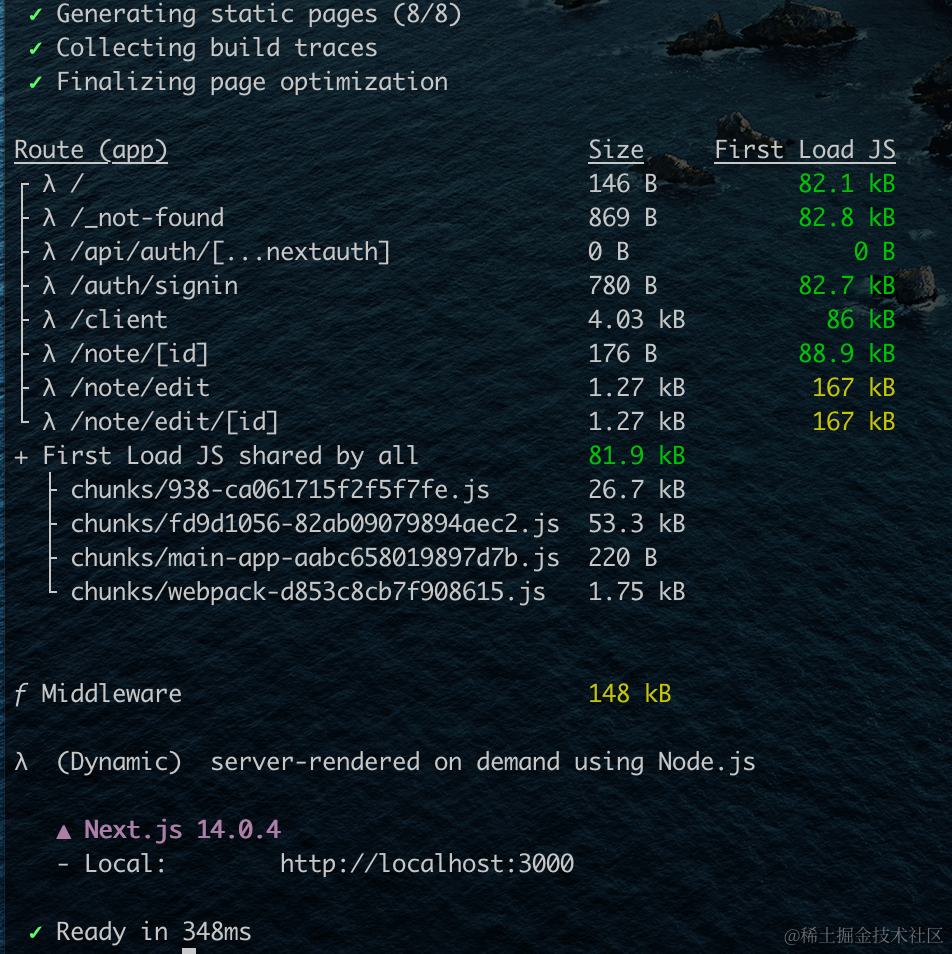 ✓ Generating static pages (8/8)
✓ Collecting build traces
✓ Finalizing page optimization
Route (app) Size First Load JS
┌ λ / 146 B 82.1 kB
├ λ /_not-found 869 B 82.8 kB
├ λ /api/auth/[...nextauth] 0 B 0 B
├ λ /auth/signin 780 B 82.7 kB
├ λ /client 4.03 kB 86 kB
├ λ /note/[id] 176 B 88.9 kB
├ λ /note/edit 1.27 kB 167 kB
└ λ /note/edit/[id] 1.27 kB 167 kB
+ First Load JS shared by all 81.9 kB
├ chunks/938-ca061715f2f5f7fe.js 26.7 kB
├ chunks/fd9d1056-82ab09079894aec2.js 53.3 kB
├ chunks/main-app-aabc658019897d7b.js 220 B
└ chunks/webpack-d853c8cb7f908615.js 1.75 kB
ƒ Middleware 148 kB
λ (Dynamic) server-rendered on demand using Node.js
▲ Next.js 14.0.4
- Local: http://localhost:3000
✓ Ready in 348ms
@稀土掘金技术社区